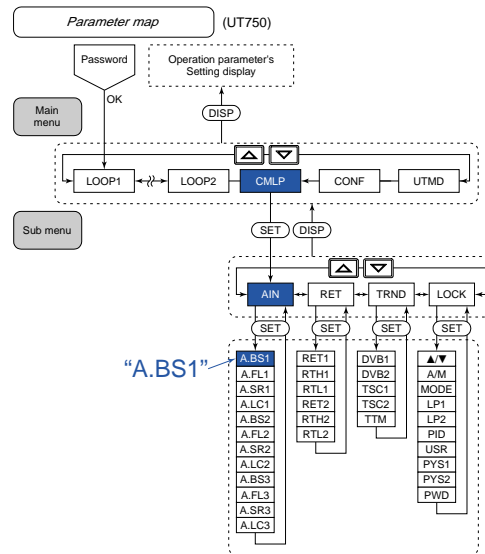 Parameter map (UT750)
Password
Operation parameter's
Setting display
OK
Main
menu
DISP
LOOP1 LOOP2 CMLP CONF UTMD
Sub menu
SET DISP
AIN RET TRND LOCK
SET SET SET SET
"A.BS1"
A.BS1
A.FL1
A.SR1
A.LC1
A.BS2
A.FL2
A.SR2
A.LC2
A.BS3
A.FL3
A.SR3
A.LC3
RET1
RTH1
RTL1
RET2
RTH2
RTL2
DVB1
DVB2
TSC1
TSC2
TTM
▲/▼
A/M
MODE
LP1
LP2
PID
USR
PYS1
PYS2
PWD